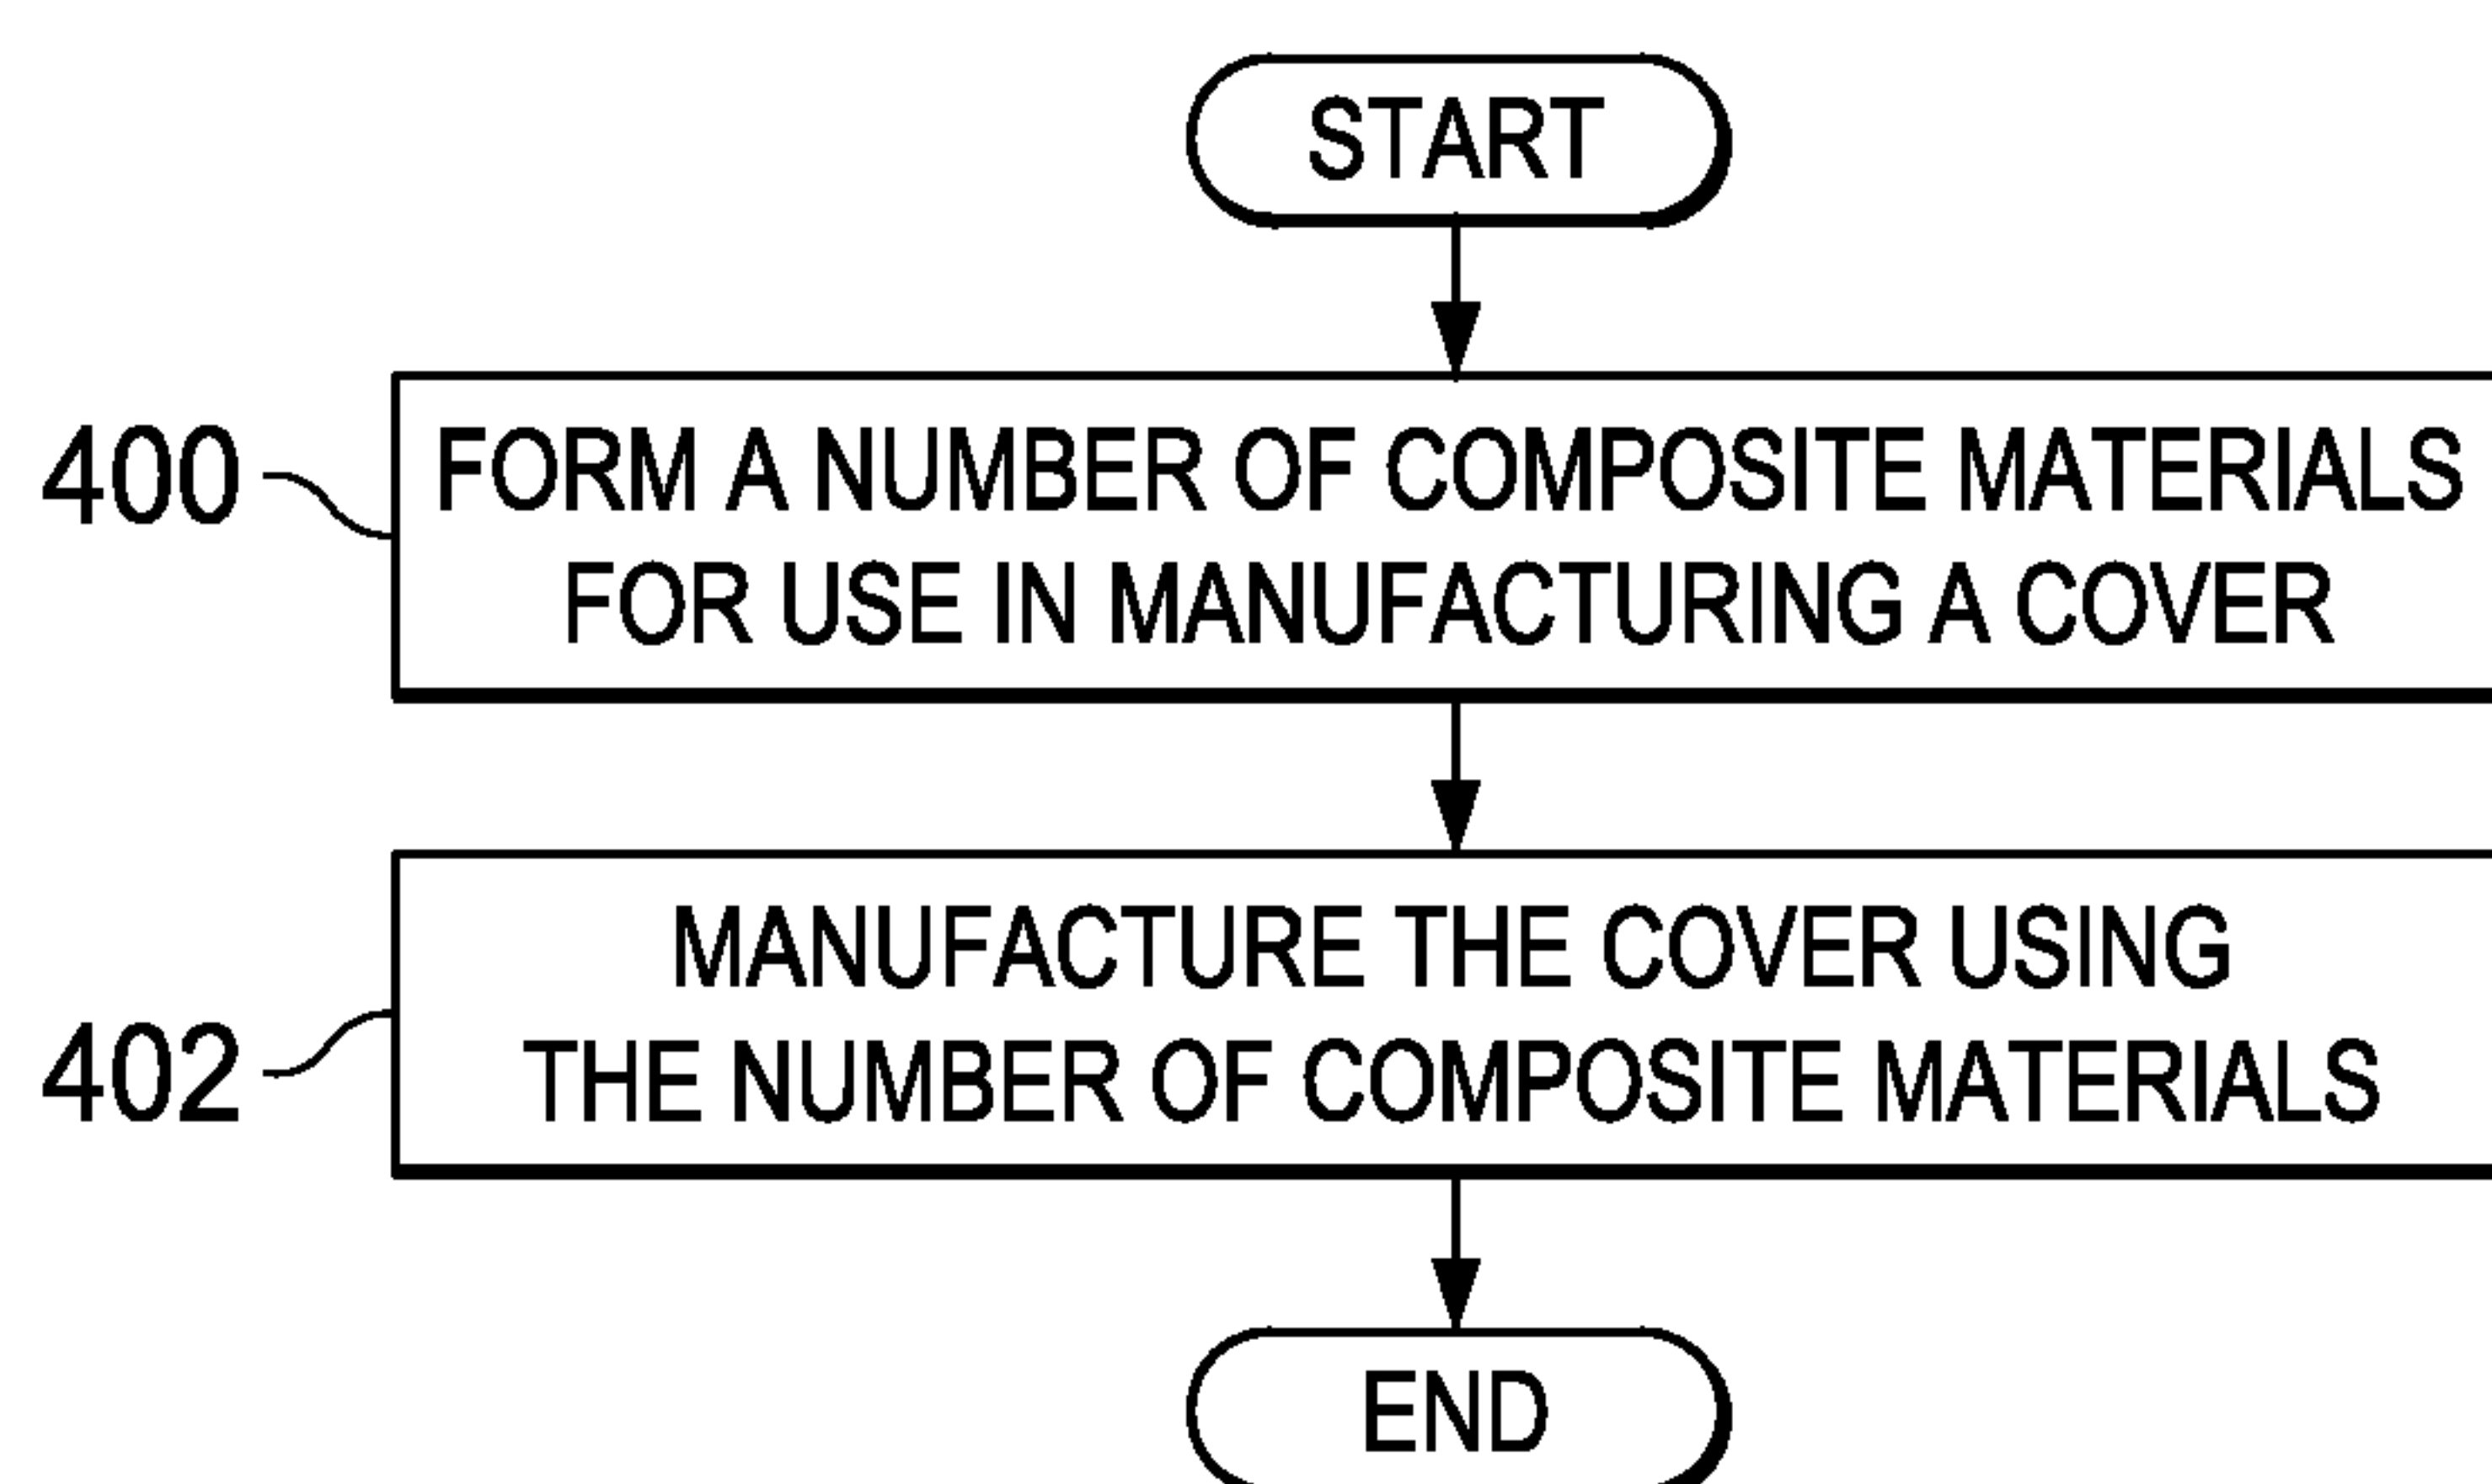 START
400
FORM A NUMBER OF COMPOSITE MATERIALS
FOR USE IN MANUFACTURING A COVER
MANUFACTURE THE COVER USING
402
THE NUMBER OF COMPOSITE MATERIALS
END